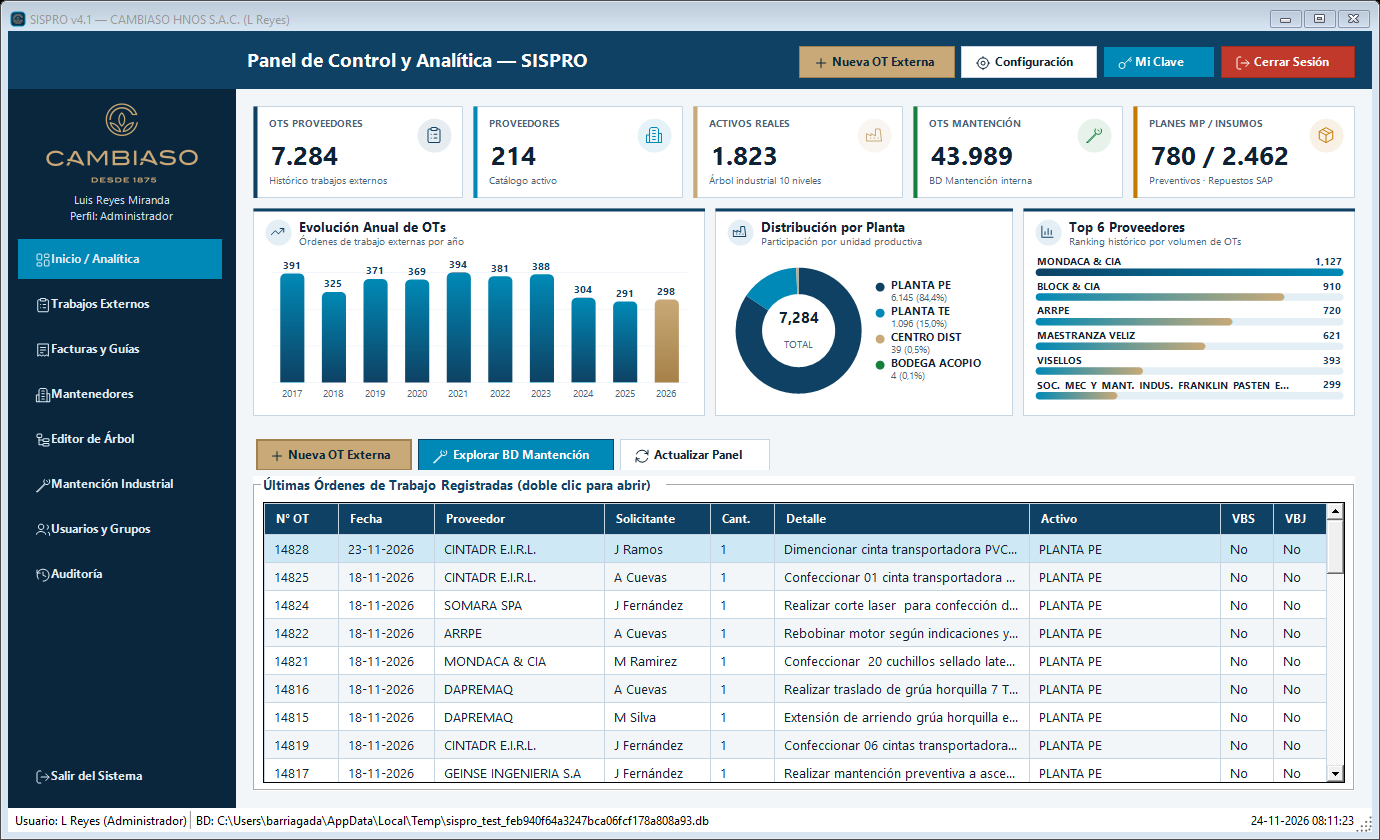 SISPRO v4.1 — CAMBIASO HNOS S.A.C. (L Reyes)
Panel de Control y Analítica — SISPRO
Nueva OT Externa
Configuración
Mi Clave
Cerrar Sesión
CAMBIASO
DESDE 1875
Luis Reyes Miranda
Perfil: Administrador
Inicio / Analítica
Trabajos Externos
Facturas y Guías
Mantenedores
Editor de Árbol
Mantención Industrial
Usuarios y Grupos
Auditoría
Salir del Sistema
OTS PROVEEDORES
7.284
Histórico trabajos externos
PROVEEDORES
214
Catálogo activo
ACTIVOS REALES
1.823
Árbol industrial 10 niveles
OTS MANTENCIÓN
43.989
BD Mantención interna
PLANES MP / INSUMOS
780 / 2.462
Preventivos · Repuestos SAP
Evolución Anual de OTs
Órdenes de trabajo externas por año
391 325 371 369 394 381 388 304 291 298
2017 2018 2019 2020 2021 2022 2023 2024 2025 2026
Distribución por Planta
Participación por unidad productiva
7,284
TOTAL
PLANTA PE
6.145 (84,4%)
PLANTA TE
1.096 (15,0%)
CENTRO DIST
39 (0,5%)
BODEGA ACOPIO
4 (0,1%)
Top 6 Proveedores
Ranking histórico por volumen de OTs
MONDACA & CIA 1,127
BLOCK & CIA 910
ARRPE 720
MAESTRANZA VELIZ 621
VISELLOS 393
SOC. MEC Y MANT. INDUS. FRANKLIN PASTEN E... 299
Nueva OT Externa
Explorar BD Mantención
Actualizar Panel
Últimas Órdenes de Trabajo Registradas (doble clic para abrir)
N° OT Fecha Proveedor Solicitante Cant. Detalle Activo VBS VBJ
14828 23-11-2026 CINTADR E.I.R.L. J Ramos 1 Dimencionar cinta transportadora PVC... PLANTA PE No No
14825 18-11-2026 CINTADR E.I.R.L. A Cuevas 1 Confeccionar 01 cinta transportadora ... PLANTA PE No No
14824 18-11-2026 SOMARA SPA J Fernández 1 Realizar corte laser para confección d... PLANTA PE No No
14822 18-11-2026 ARRPE A Cuevas 1 Rebobinar motor según indicaciones y... PLANTA PE No No
14821 18-11-2026 MONDACA & CIA M Ramirez 1 Confeccionar 20 cuchillos sellado late... PLANTA PE No No
14816 18-11-2026 DAPREMAQ A Cuevas 1 Realizar traslado de grúa horquilla 7 T... PLANTA PE No No
14815 18-11-2026 DAPREMAQ M Silva 1 Extensión de arriendo grúa horquilla e... PLANTA PE No No
14819 18-11-2026 CINTADR E.I.R.L. J Fernández 1 Confeccionar 06 cintas transportadora... PLANTA PE No No
14817 18-11-2026 GEINSE INGENIERIA S.A J Fernández 1 Realizar mantención preventiva a asce... PLANTA PE No No
Usuario: L Reyes (Administrador) BD: C:\Users\barriagada\AppData\Local\Temp\sispro_test_feb940f64a3247bca06fcf178a808a93.db 24-11-2026 08:11:23